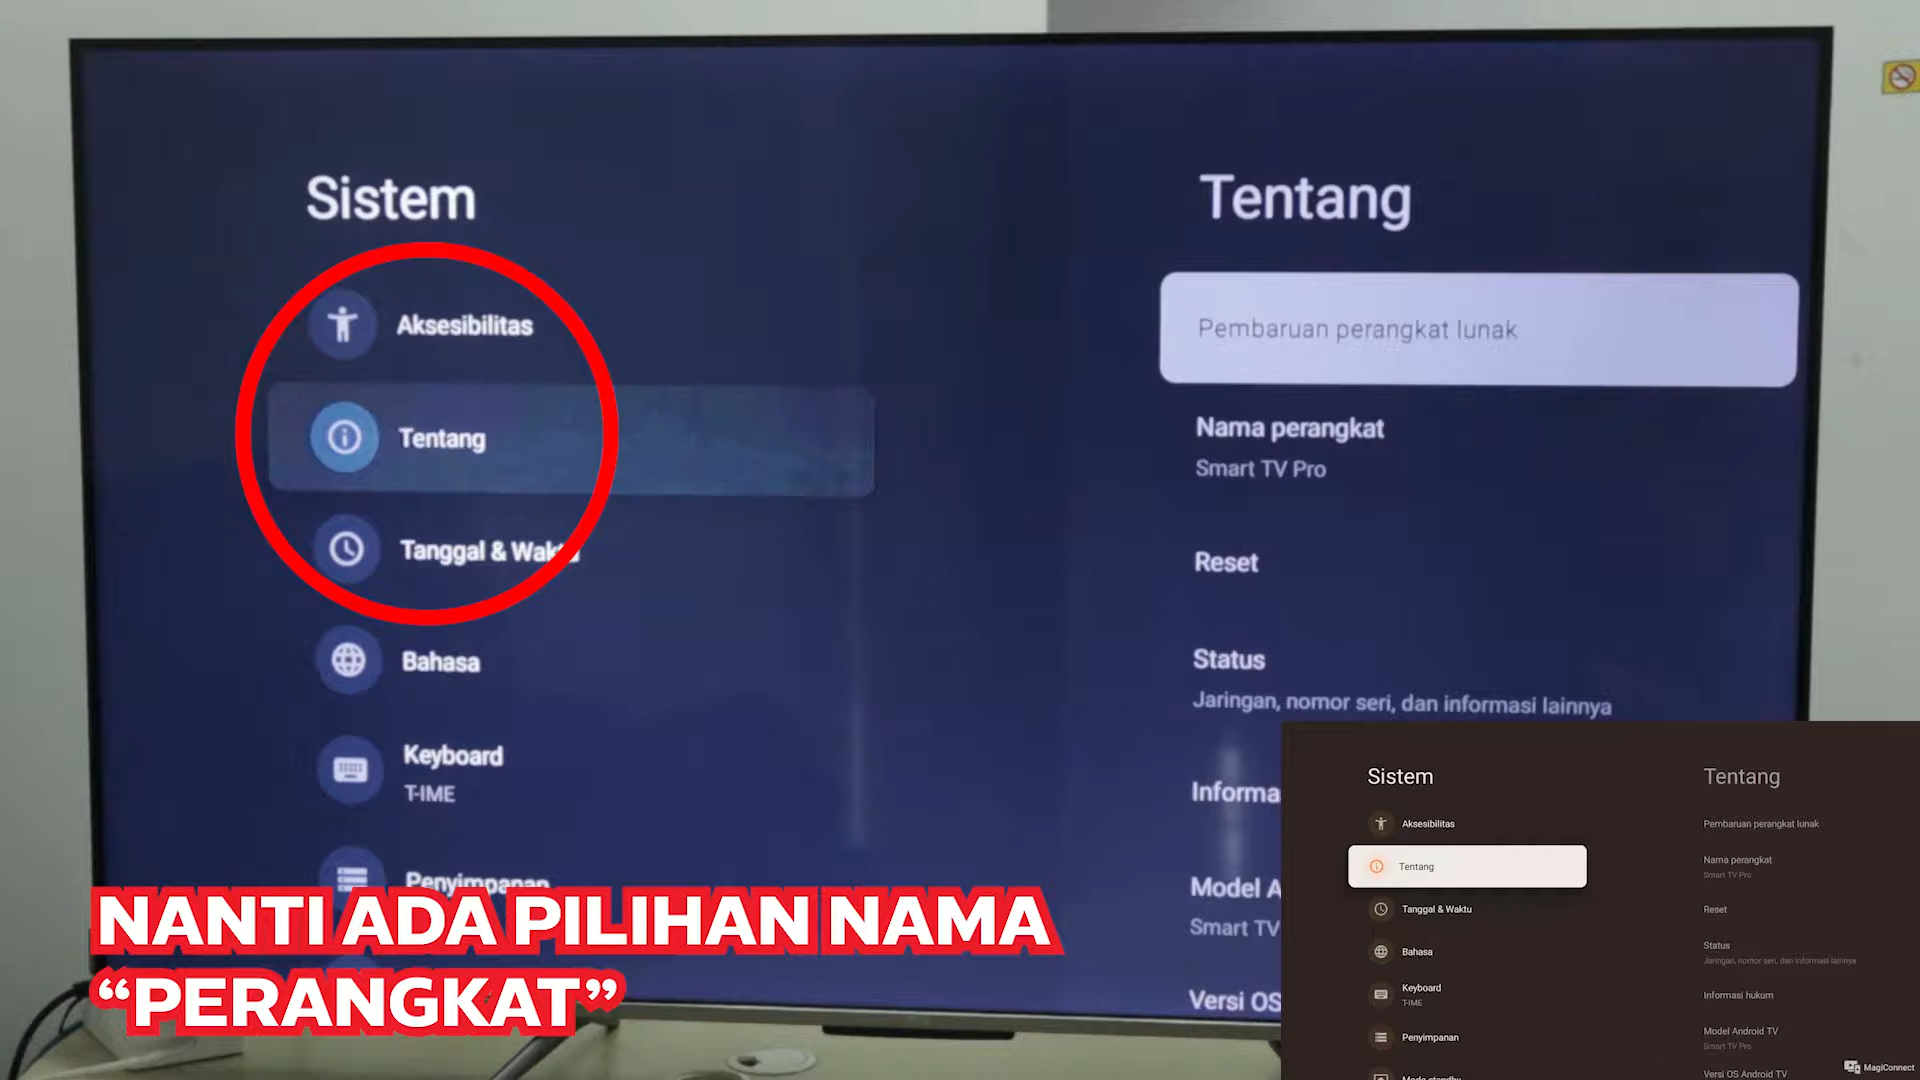 Sistem
Aksesibilitas
Tentang
Tanggal & Waktu
Bahasa
Keyboard
T-IME
Penyimpanan
Tentang
Pembaruan perangkat lunak
Nama perangkat
Smart TV Pro
Reset
Status
Jaringan, nomor seri, dan informasi lainnya
Informa
Model A
Smart TV
Versi OS
NANTI ADA PILIHAN NAMA
“PERANGKAT”
Sistem
Aksesibilitas
Tentang
Tanggal & Waktu
Bahasa
Keyboard
T-IME
Penyimpanan
Mode standby
Tentang
Pembaruan perangkat lunak
Nama perangkat
Smart TV Pro
Reset
Status
Jaringan, nomor seri, dan informasi lainnya
Informasi hukum
Model Android TV
Smart TV Pro
Versi OS Android TV
MagiConnect